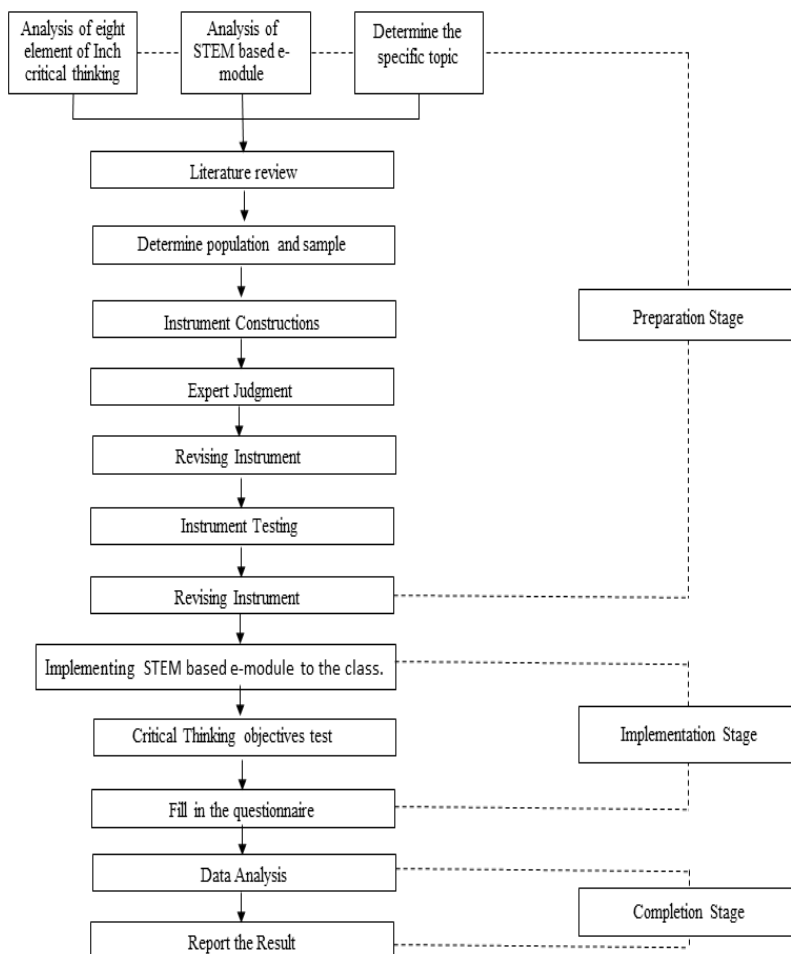 Analysis of eight
element of Inch
critical thinking
Analysis of
STEM based e-
module
Determine the
specific topic
Literature review
Determine population and sample
Instrument Constructions
Preparation Stage
Expert Judgment
Revising Instrument
Instrument Testing
Revising Instrument
Implementing STEM based e-module to the class.
Critical Thinking objectives test
Implementation Stage
Fill in the questionnaire
Data Analysis
Completion Stage
Report the Result